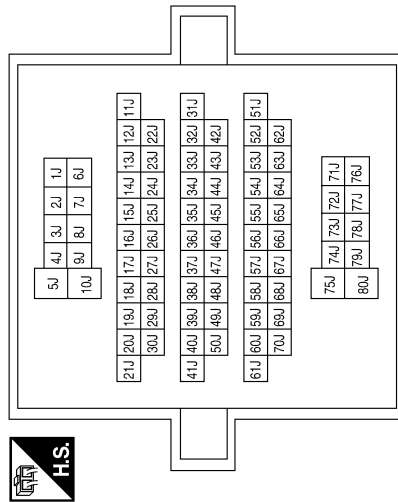 H.S.
5J 4J 3J 2J 1J
10J 9J 8J 7J 6J
21J 20J 19J 18J 17J 16J 15J 14J 13J 12J 11J
30J 29J 28J 27J 26J 25J 24J 23J 22J
41J 40J 39J 38J 37J 36J 35J 34J 33J 32J 31J
50J 49J 48J 47J 46J 45J 44J 43J 42J
61J 60J 59J 58J 57J 56J 55J 54J 53J 52J 51J
70J 69J 68J 67J 66J 65J 64J 63J 62J
75J 74J 73J 72J 71J
80J 79J 78J 77J 76J